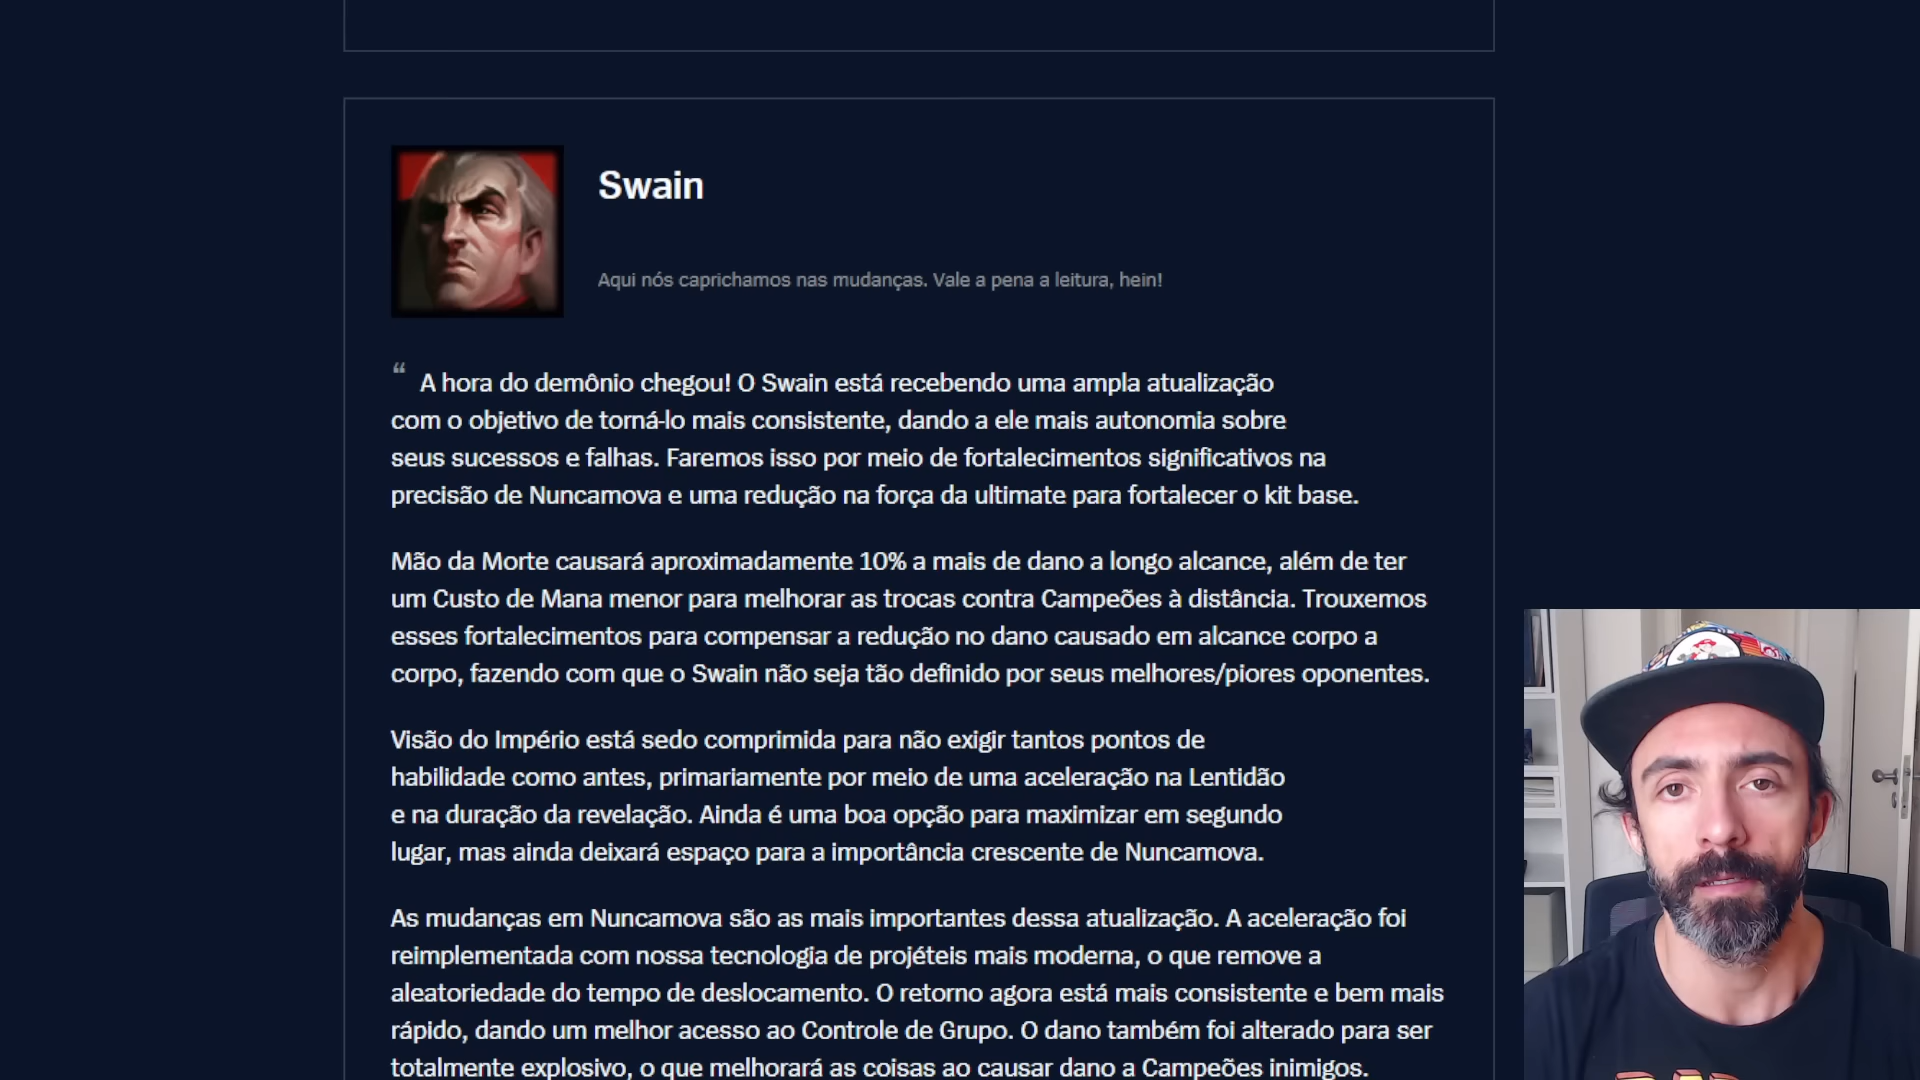 Swain
Aqui nós caprichamos nas mudanças. Vale a pena a leitura, hein!
“ A hora do demônio chegou! O Swain está recebendo uma ampla atualização
com o objetivo de torná-lo mais consistente, dando a ele mais autonomia sobre
seus sucessos e falhas. Faremos isso por meio de fortalecimentos significativos na
precisão de Nuncamova e uma redução na força da ultimate para fortalecer o kit base.
Mão da Morte causará aproximadamente 10% a mais de dano a longo alcance, além de ter
um Custo de Mana menor para melhorar as trocas contra Campeões à distância. Trouxemos
esses fortalecimentos para compensar a redução no dano causado em alcance corpo a
corpo, fazendo com que o Swain não seja tão definido por seus melhores/piores oponentes.
Visão do Império está sedo comprimida para não exigir tantos pontos de
habilidade como antes, primariamente por meio de uma aceleração na Lentidão
e na duração da revelação. Ainda é uma boa opção para maximizar em segundo
lugar, mas ainda deixará espaço para a importância crescente de Nuncamova.
As mudanças em Nuncamova são as mais importantes dessa atualização. A aceleração foi
reimplementada com nossa tecnologia de projéteis mais moderna, o que remove a
aleatoriedade do tempo de deslocamento. O retorno agora está mais consistente e bem mais
rápido, dando um melhor acesso ao Controle de Grupo. O dano também foi alterado para ser
totalmente explosivo, o que melhorará as coisas ao causar dano a Campeões inimigos.